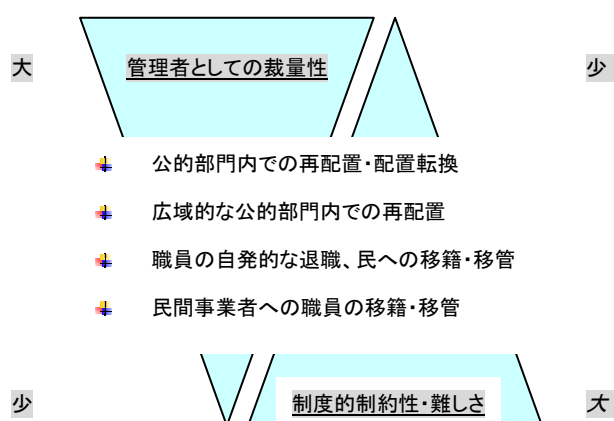 大 管理者としての裁量性 少
公的部門内での再配置・配置転換
広域的な公的部門内での再配置
職員の自発的な退職、民への移籍・移管
民間事業者への職員の移籍・移管
少 制度的制約性・難しさ 大